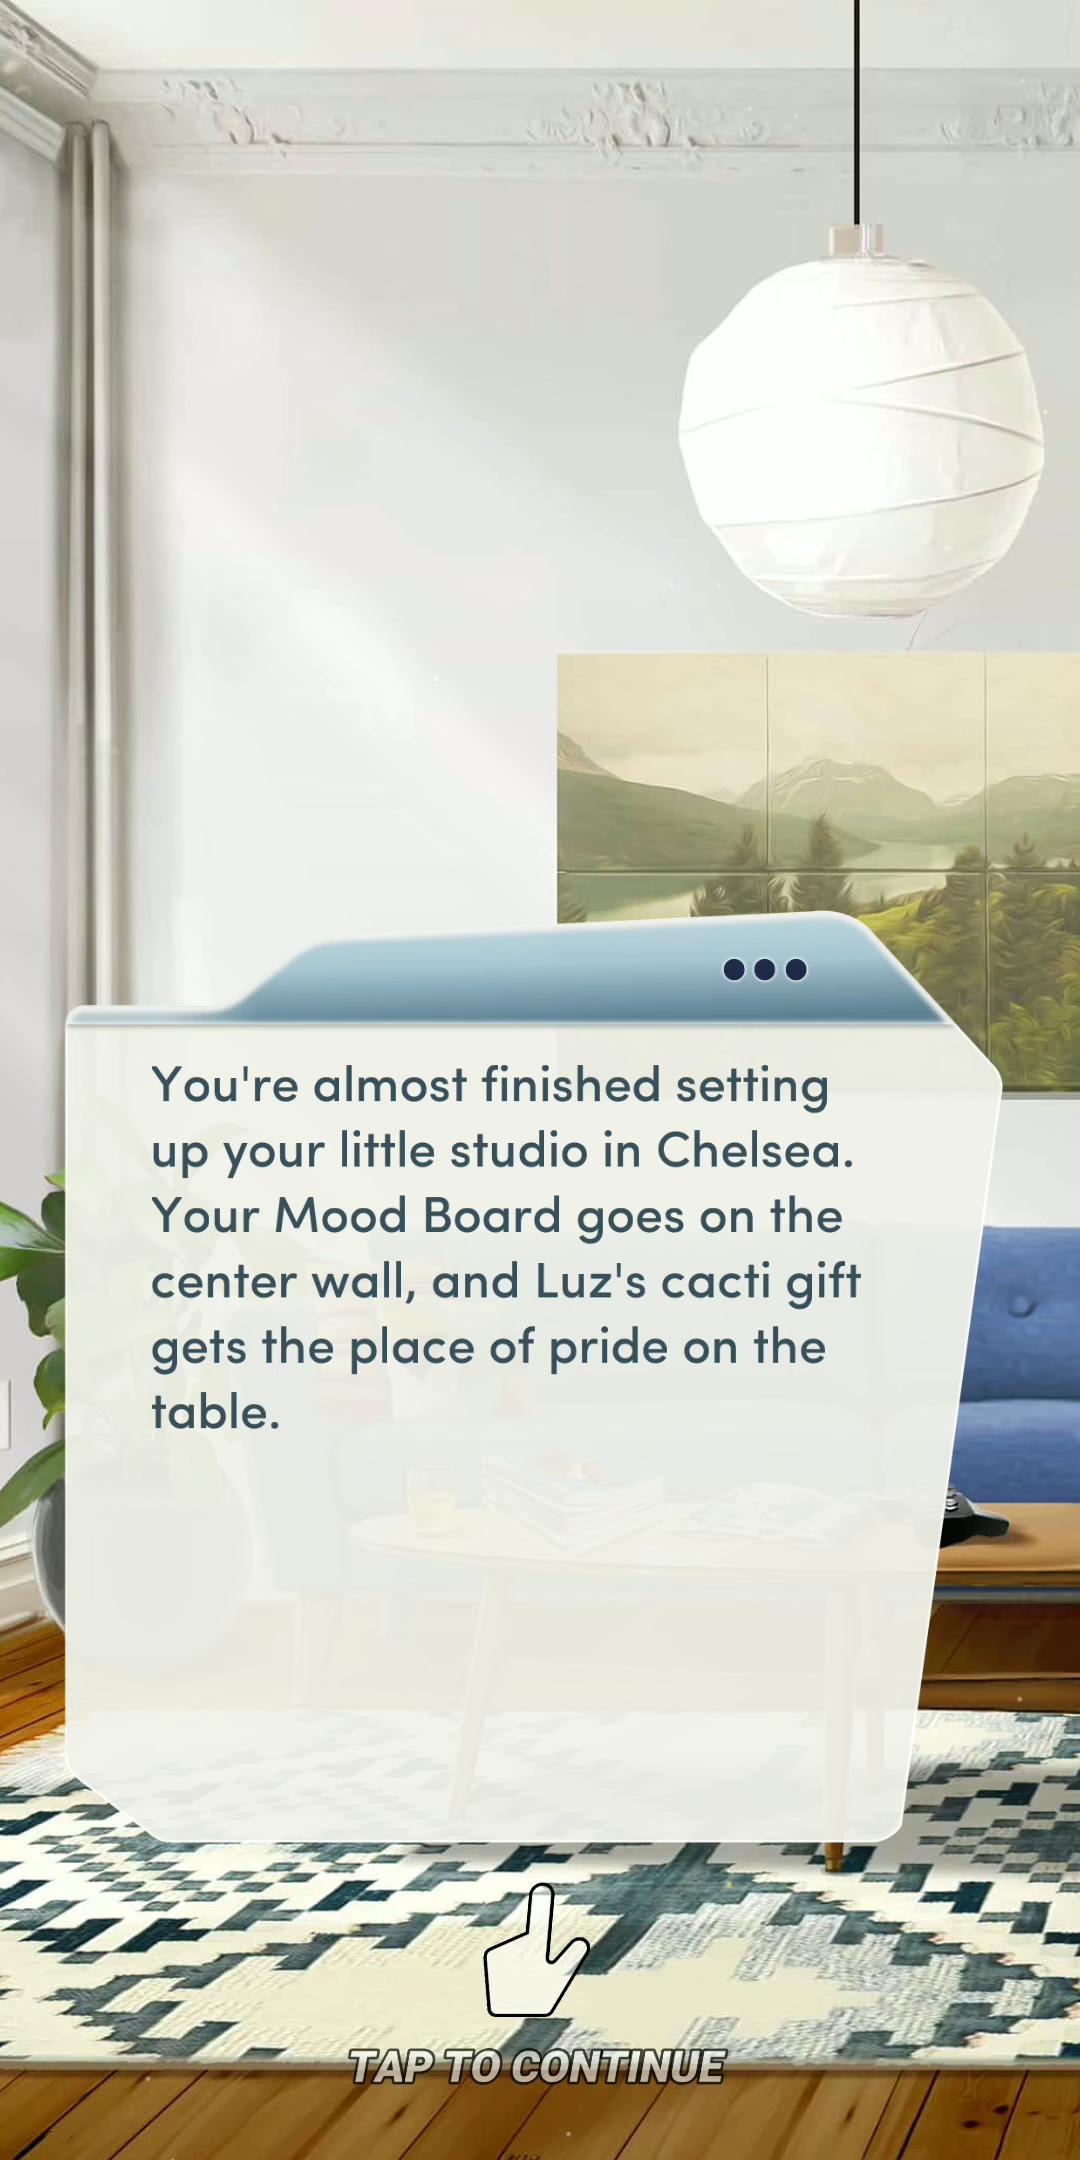 You're almost finished setting
up your little studio in Chelsea.
Your Mood Board goes on the
center wall, and Luz's cacti gift
gets the place of pride on the
table.
TAP TO CONTINUE